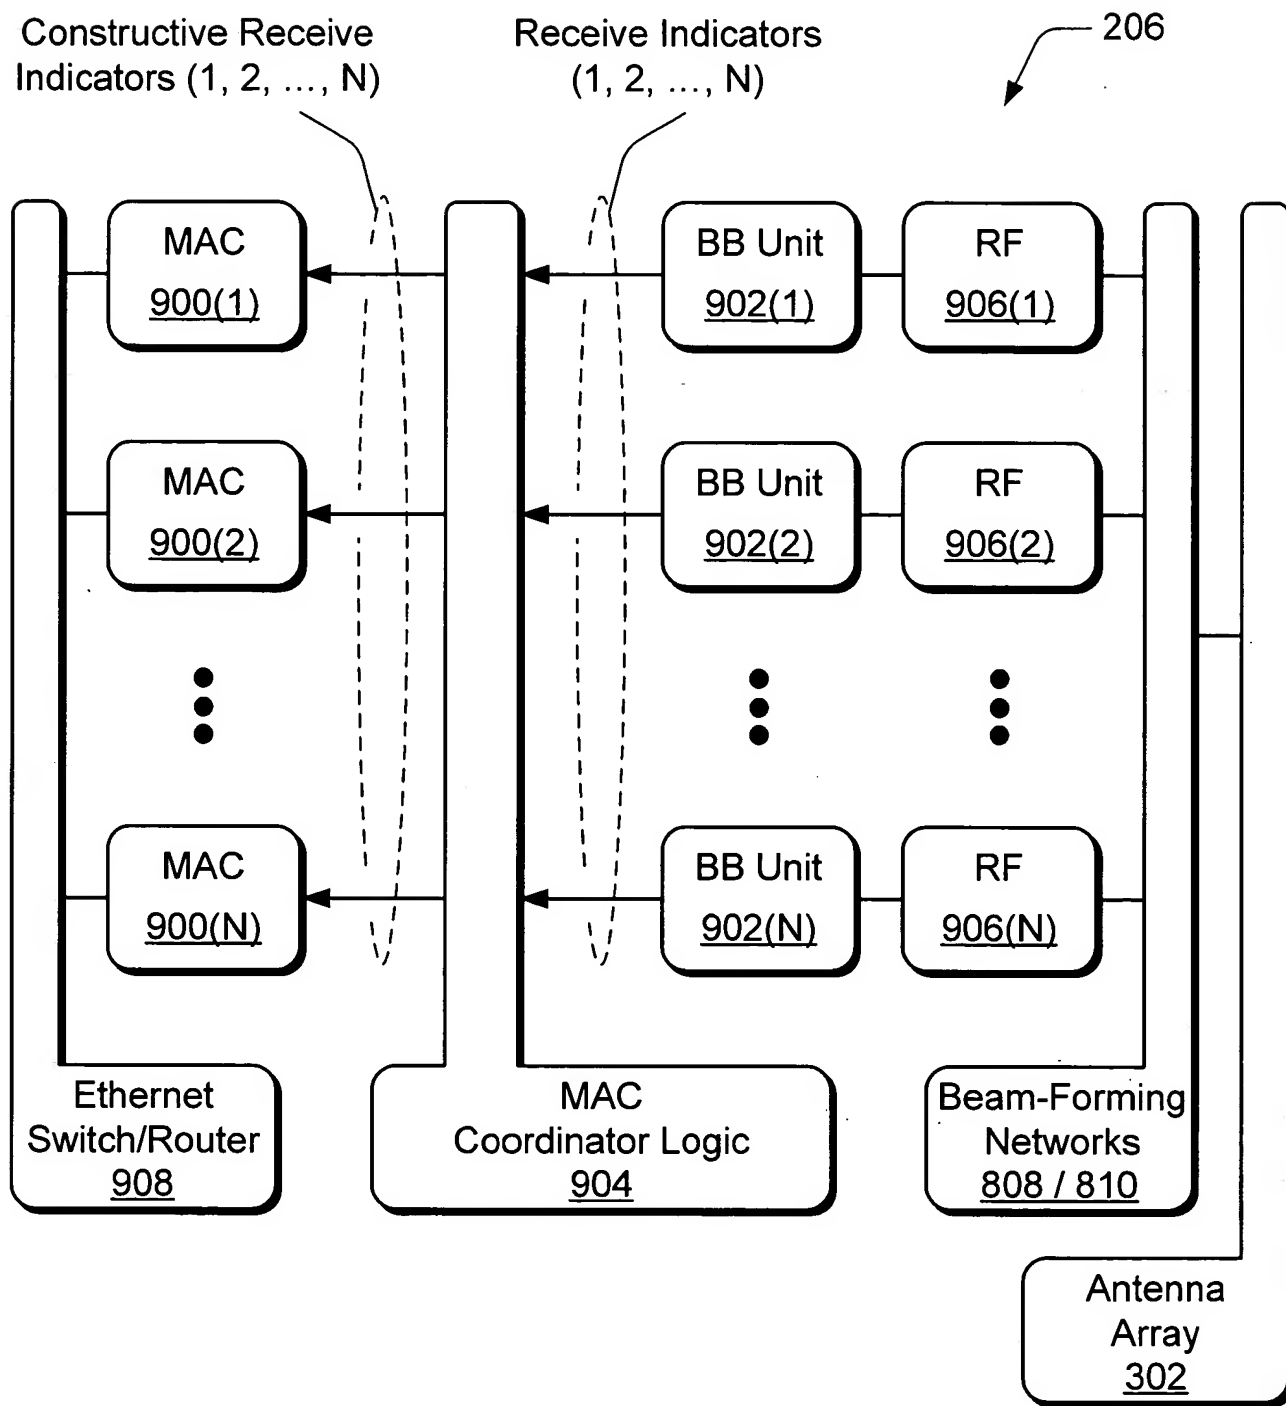 Constructive Receive
Indicators (1, 2, ..., N)
Receive Indicators
(1, 2, ..., N)
206
MAC
900(1)
BB Unit
902(1)
RF
906(1)
MAC
900(2)
BB Unit
902(2)
RF
906(2)
MAC
900(N)
BB Unit
902(N)
RF
906(N)
Ethernet
Switch/Router
908
MAC
Coordinator Logic
904
Beam-Forming
Networks
808 / 810
Antenna
Array
302